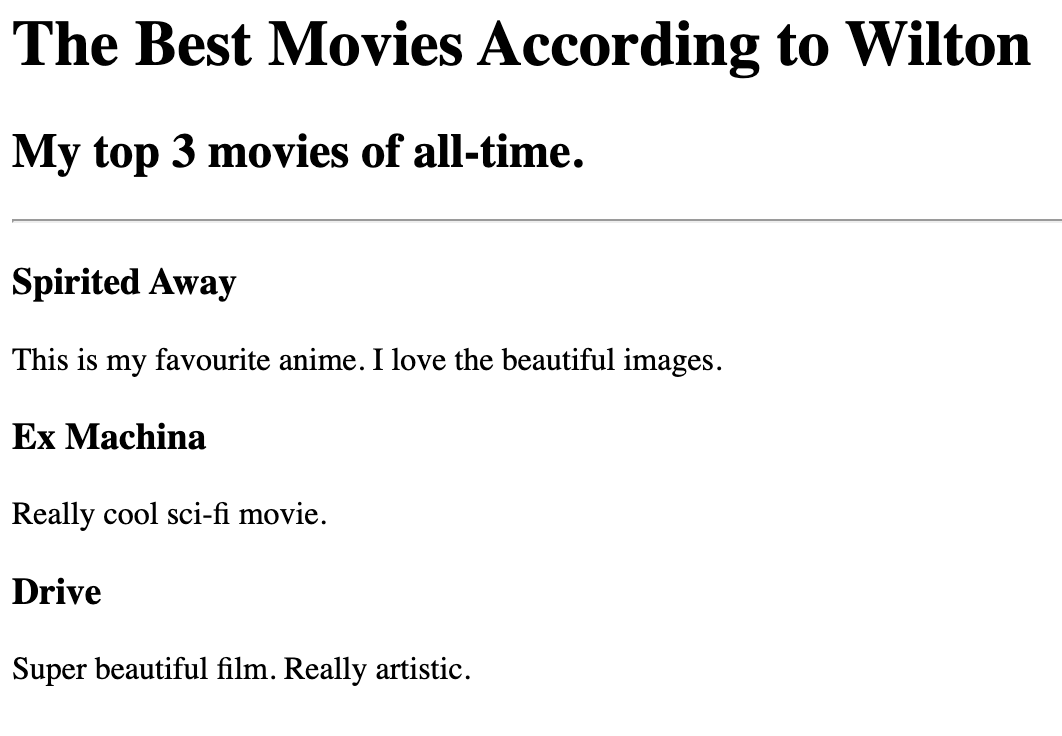 The Best Movies According to Wilton
My top 3 movies of all-time.
Spirited Away
This is my favourite anime. I love the beautiful images.
Ex Machina
Really cool sci-fi movie.
Drive
Super beautiful film. Really artistic.